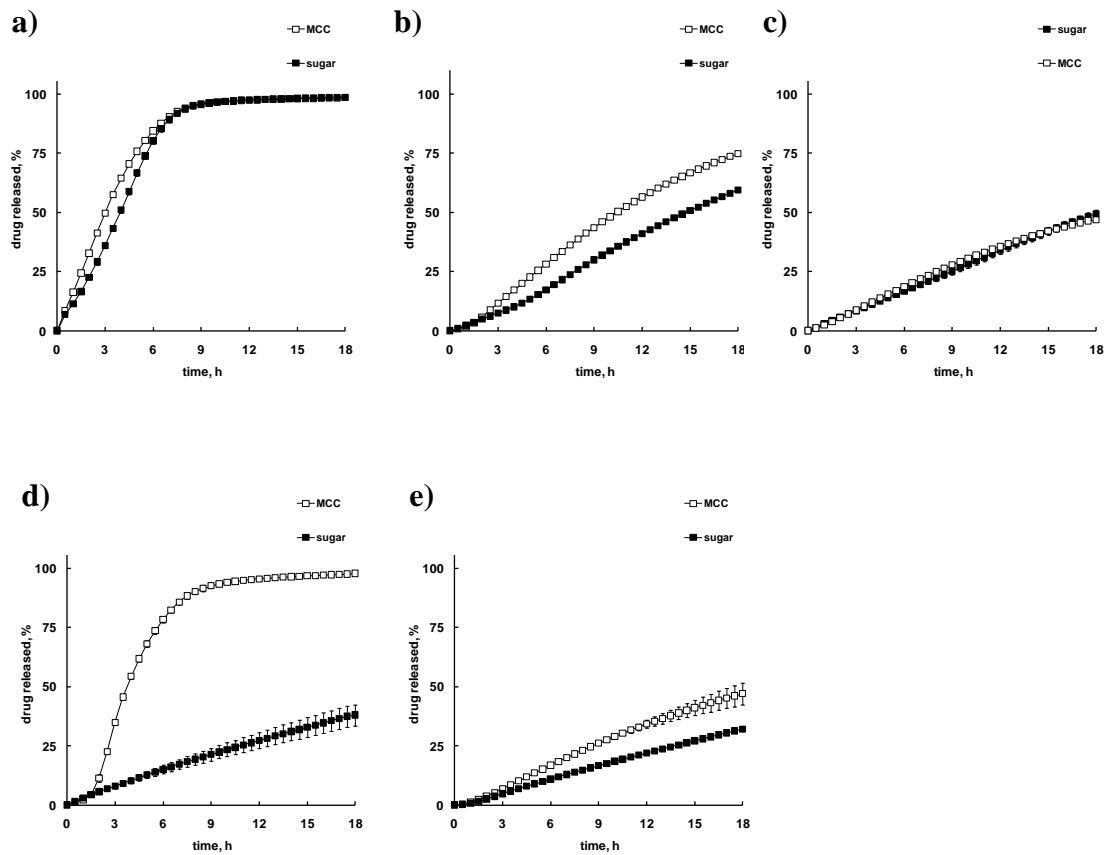 a)
MCC
sugar
100
75
50
25
0
drug released, %
0 3 6 9 12 15 18
time, h
b)
MCC
sugar
100
75
50
25
0
drug released, %
0 3 6 9 12 15 18
time, h
c)
sugar
MCC
100
75
50
25
0
drug released, %
0 3 6 9 12 15 18
time, h
d)
MCC
sugar
100
75
50
25
0
drug released, %
0 3 6 9 12 15 18
time, h
e)
MCC
sugar
100
75
50
25
0
drug released, %
0 3 6 9 12 15 18
time, h